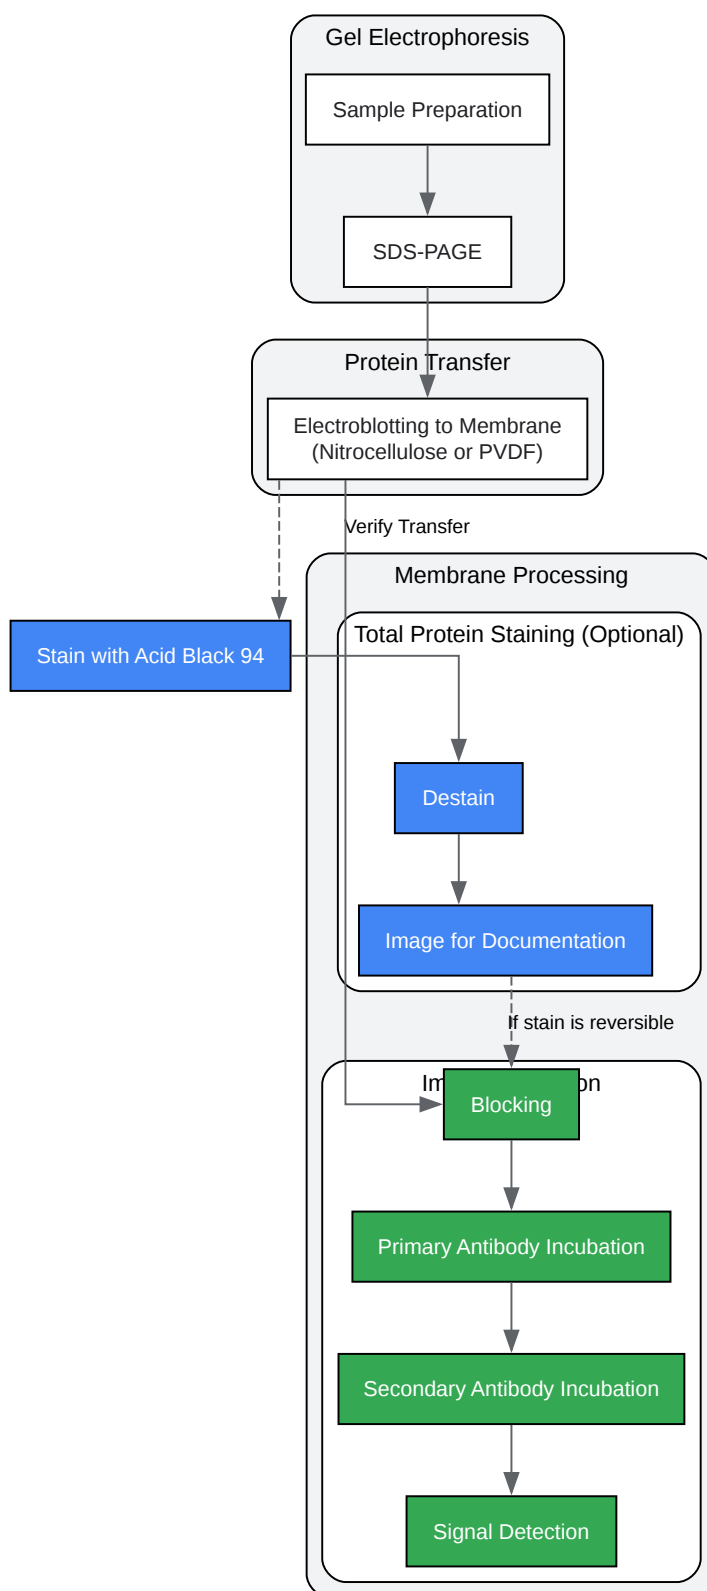 Gel Electrophoresis
Sample Preparation
SDS-PAGE
Protein Transfer
Electroblotting to Membrane
(Nitrocellulose or PVDF)
Verify Transfer
Membrane Processing
Total Protein Staining (Optional)
Stain with Acid Black 94
Destain
Image for Documentation
If stain is reversible
Blocking
Primary Antibody Incubation
Secondary Antibody Incubation
Signal Detection